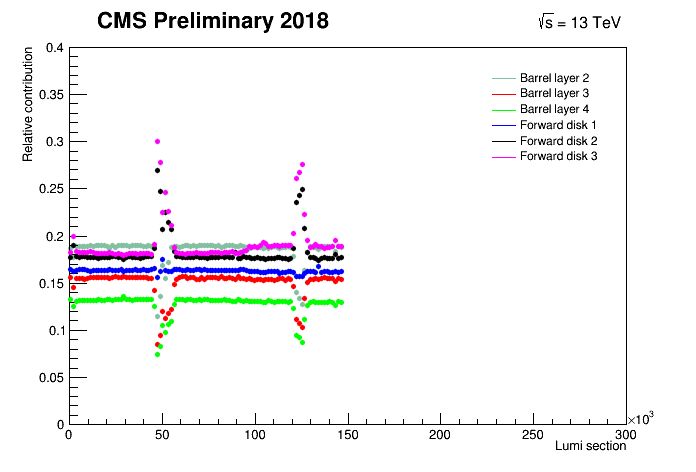 CMS Preliminary 2018
√s = 13 TeV
Relative contribution
0.4
0.35
0.3
0.25
0.2
0.15
0.1
0.05
0
Barrel layer 2
Barrel layer 3
Barrel layer 4
Forward disk 1
Forward disk 2
Forward disk 3
0 50 100 150 200 250 300
×10³
Lumi section